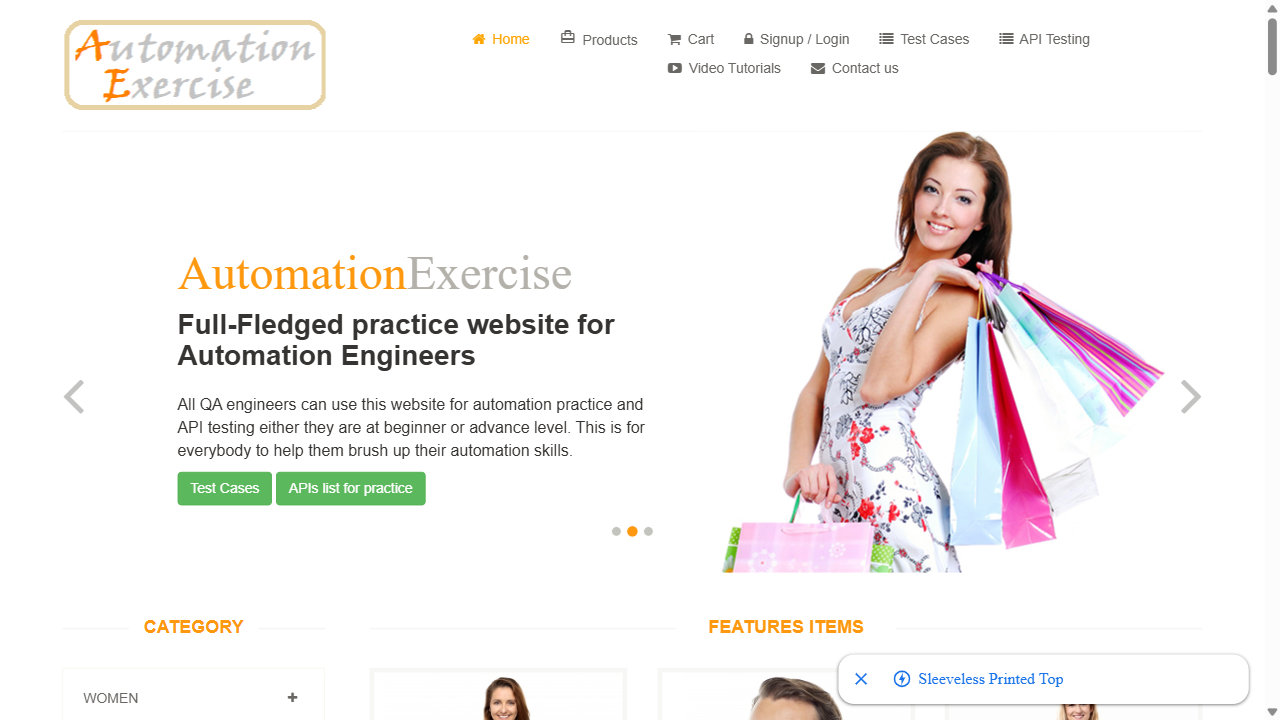 Automation
Exercise
Home
Products
Cart
Signup / Login
Test Cases
API Testing
Video Tutorials
Contact us
AutomationExercise
Full-Fledged practice website for
Automation Engineers
All QA engineers can use this website for automation practice and
API testing either they are at beginner or advance level. This is for
everybody to help them brush up their automation skills.
Test Cases
APIs list for practice
CATEGORY
FEATURES ITEMS
WOMEN
Sleeveless Printed Top